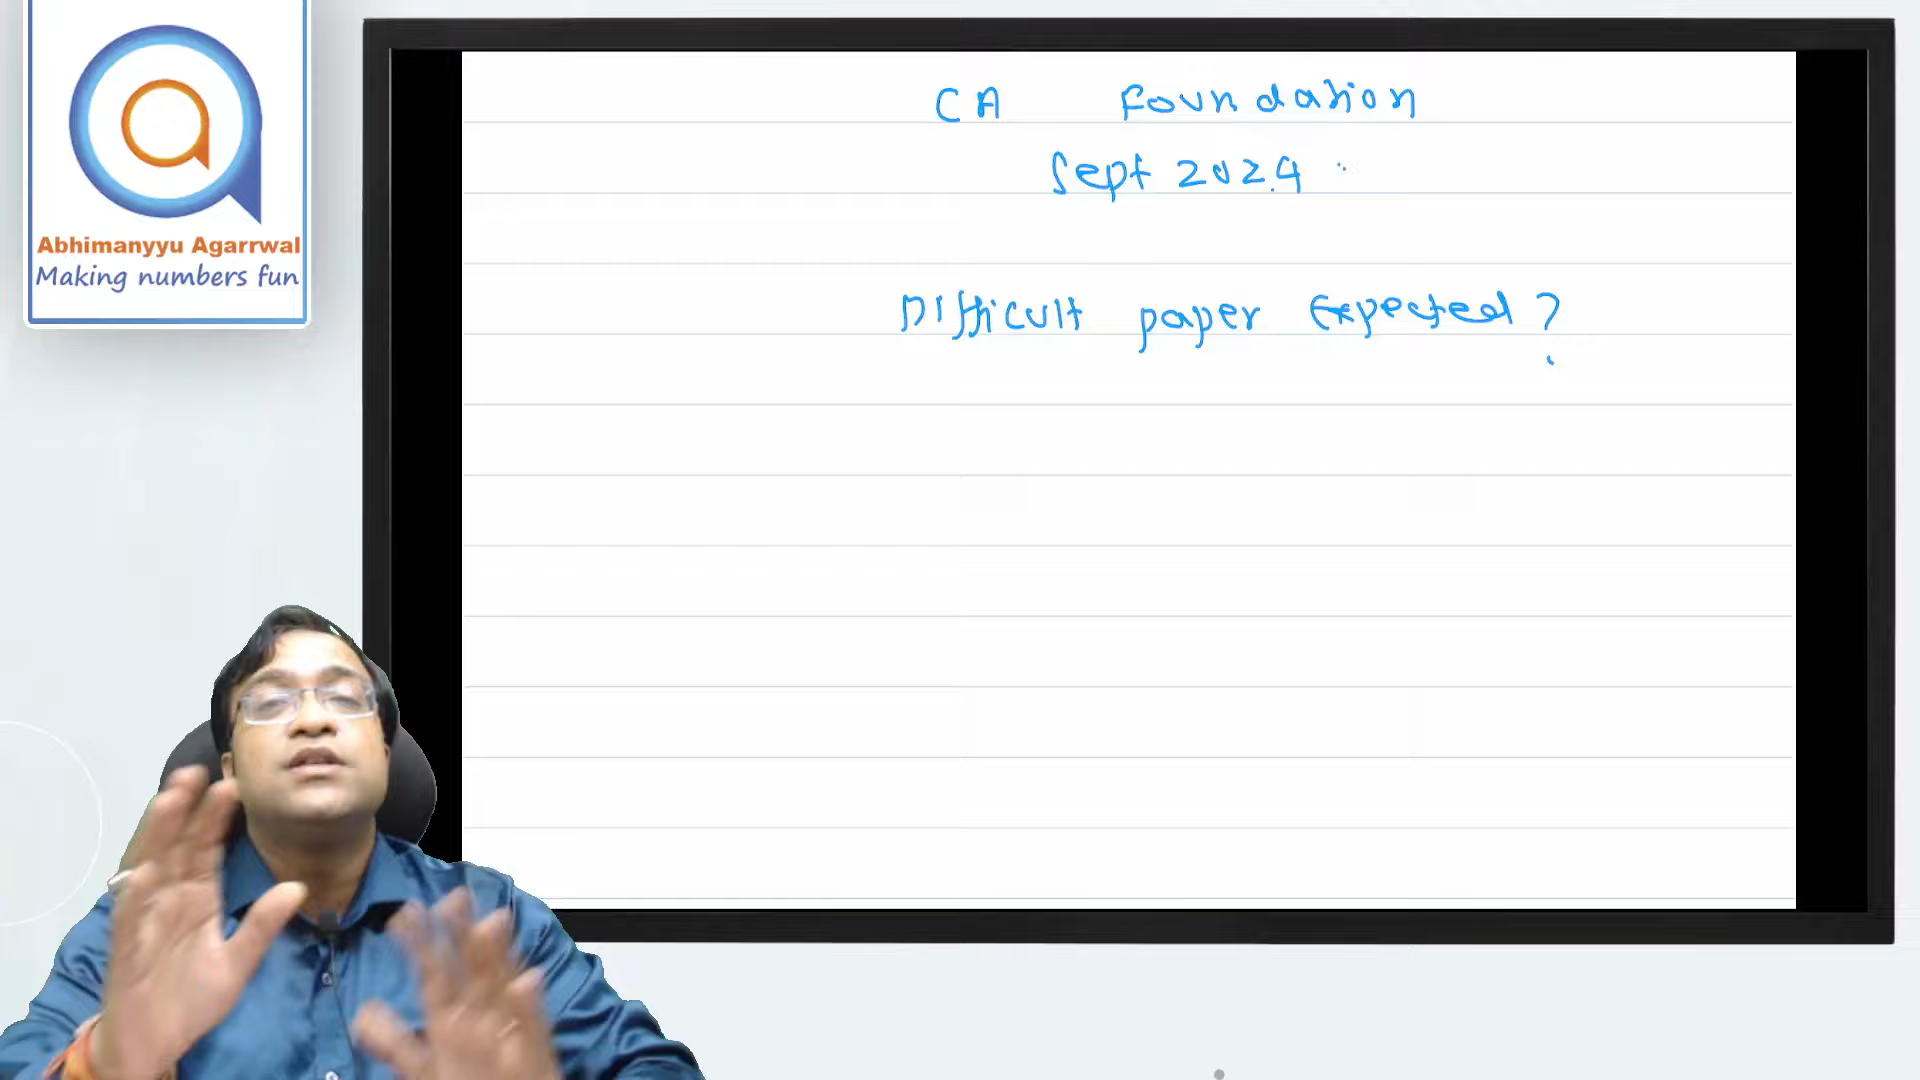 Abhimanyyu Agarrwal
Making numbers fun
CA Foundation
Sept 2024
Difficult paper Expected?